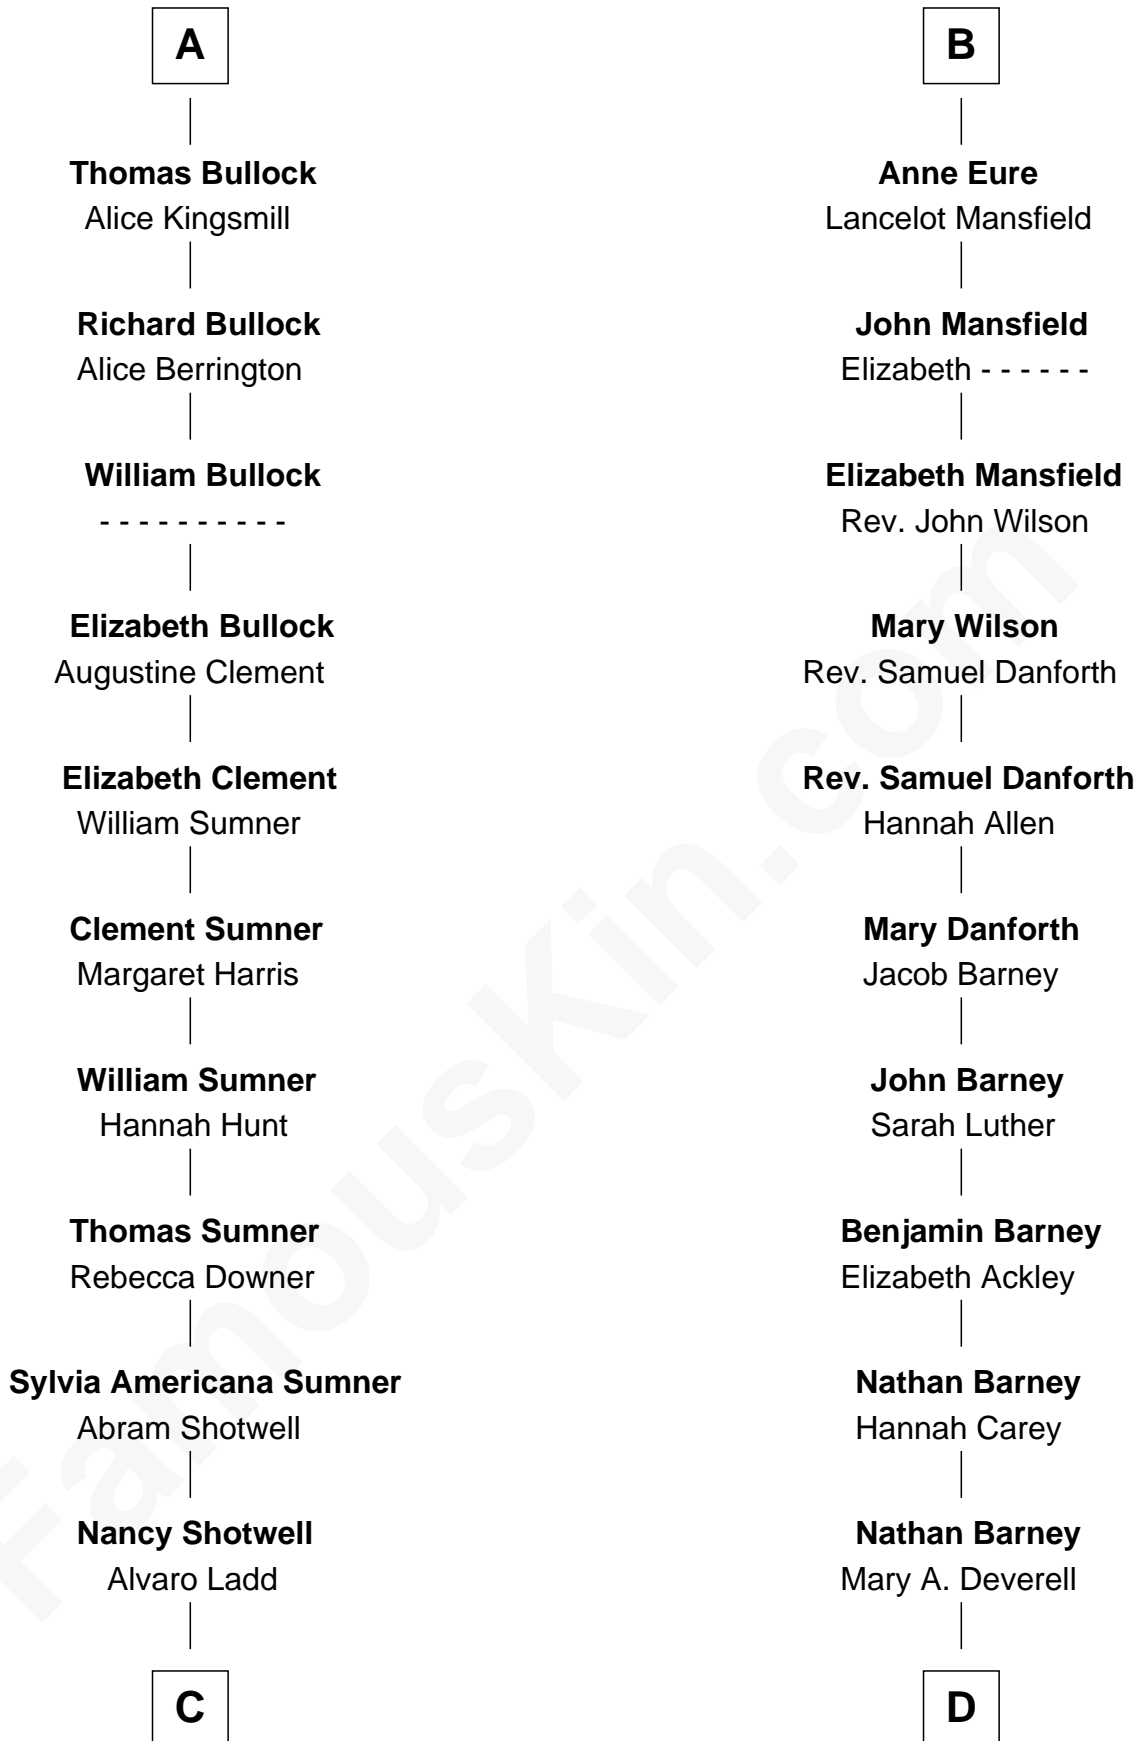 A
Thomas Bullock
Alice Kingsmill
Richard Bullock
Alice Berrington
William Bullock
- - - - - - - - - -
Elizabeth Bullock
Augustine Clement
Elizabeth Clement
William Sumner
Clement Sumner
Margaret Harris
William Sumner
Hannah Hunt
Thomas Sumner
Rebecca Downer
Sylvia Americana Sumner
Abram Shotwell
Nancy Shotwell
Alvaro Ladd
C
B
Anne Eure
Lancelot Mansfield
John Mansfield
Elizabeth - - - - - -
Elizabeth Mansfield
Rev. John Wilson
Mary Wilson
Rev. Samuel Danforth
Rev. Samuel Danforth
Hannah Allen
Mary Danforth
Jacob Barney
John Barney
Sarah Luther
Benjamin Barney
Elizabeth Ackley
Nathan Barney
Hannah Carey
Nathan Barney
Mary A. Deverell
D
FamousKin.com